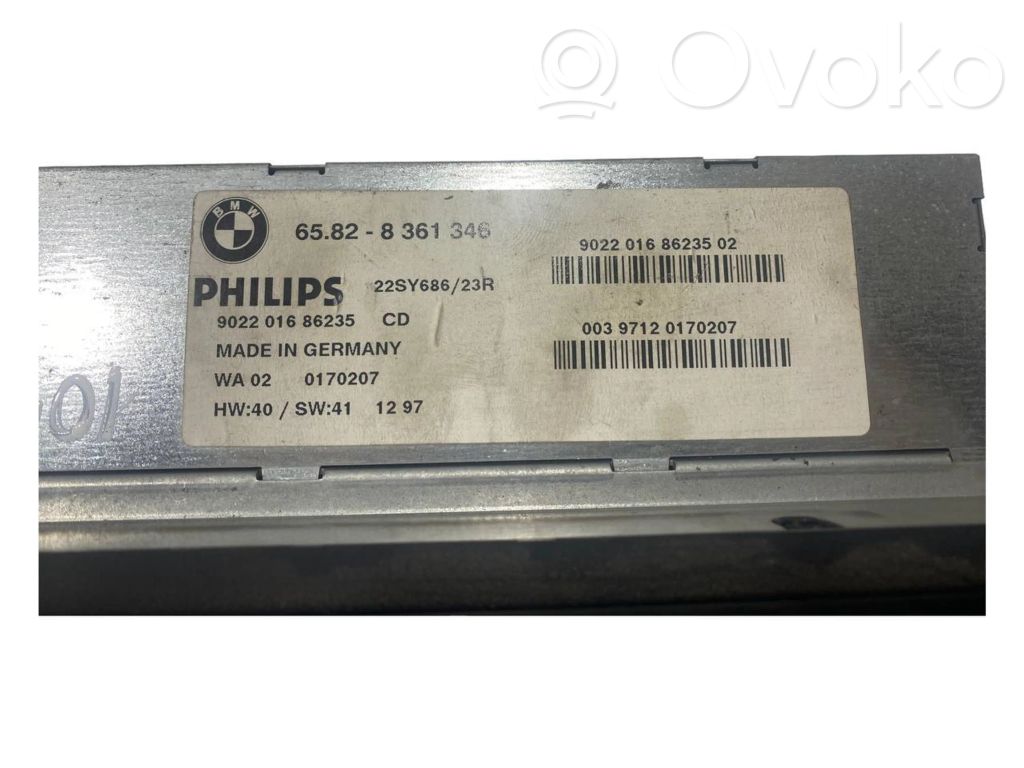 Ovoko
BMW
65.82 - 8 361 346
PHILIPS 22SY686/23R
9022 016 86235 CD
MADE IN GERMANY
WA 02 0170207
HW:40 / SW:41 12 97
9022 016 86235 02
003 9712 0170207